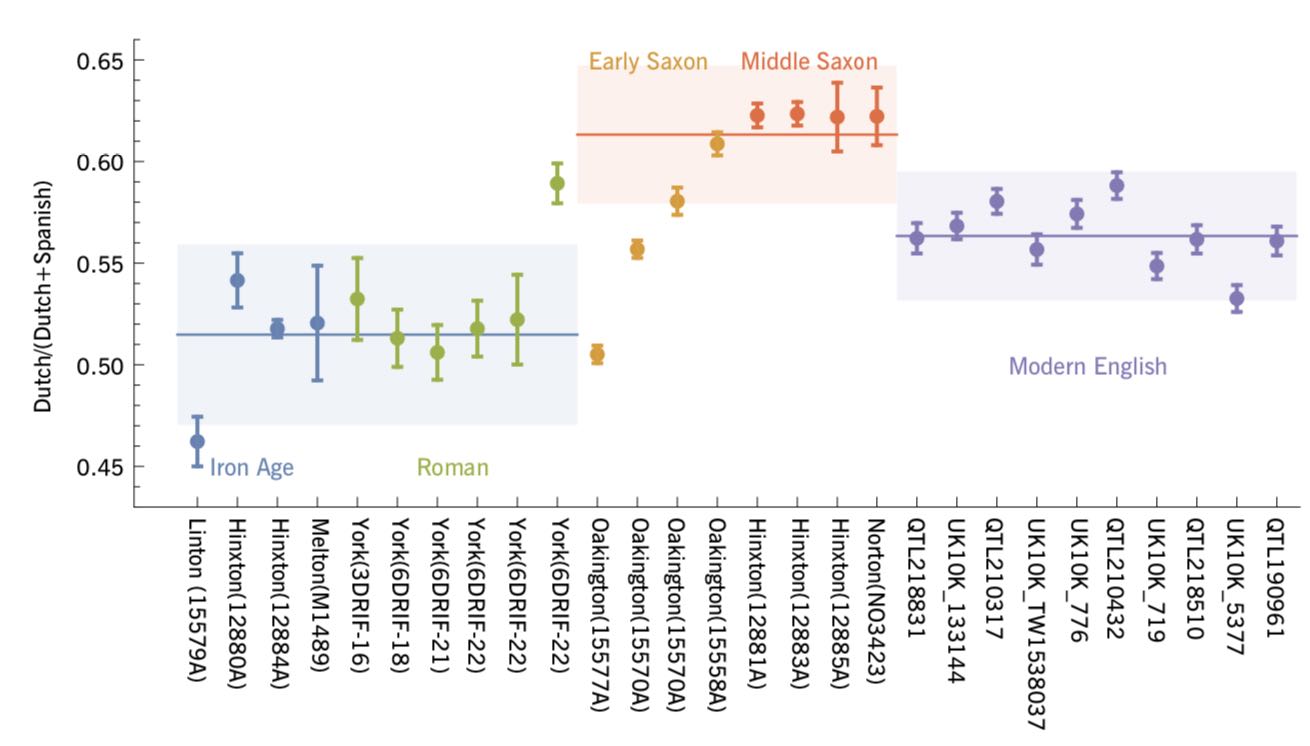 Dutch/(Dutch+Spanish)
0.65
0.60
0.55
0.50
0.45
Early Saxon
Middle Saxon
Modern English
Iron Age
Roman
Linton (15579A)
Hinxton(12880A)
Hinxton(12884A)
Melton(M1489)
York(3DRIF-16)
York(6DRIF-18)
York(6DRIF-21)
York(6DRIF-22)
York(6DRIF-22)
York(6DRIF-22)
Oakington(15577A)
Oakington(15570A)
Oakington(15570A)
Oakington(15558A)
Hinxton(12881A)
Hinxton(12883A)
Hinxton(12885A)
Norton(NO3423)
QTL218831
UK10K_133144
QTL210317
UK10K_TW1538037
UK10K_776
QTL210432
UK10K_719
QTL218510
UK10K_5377
QTL190961